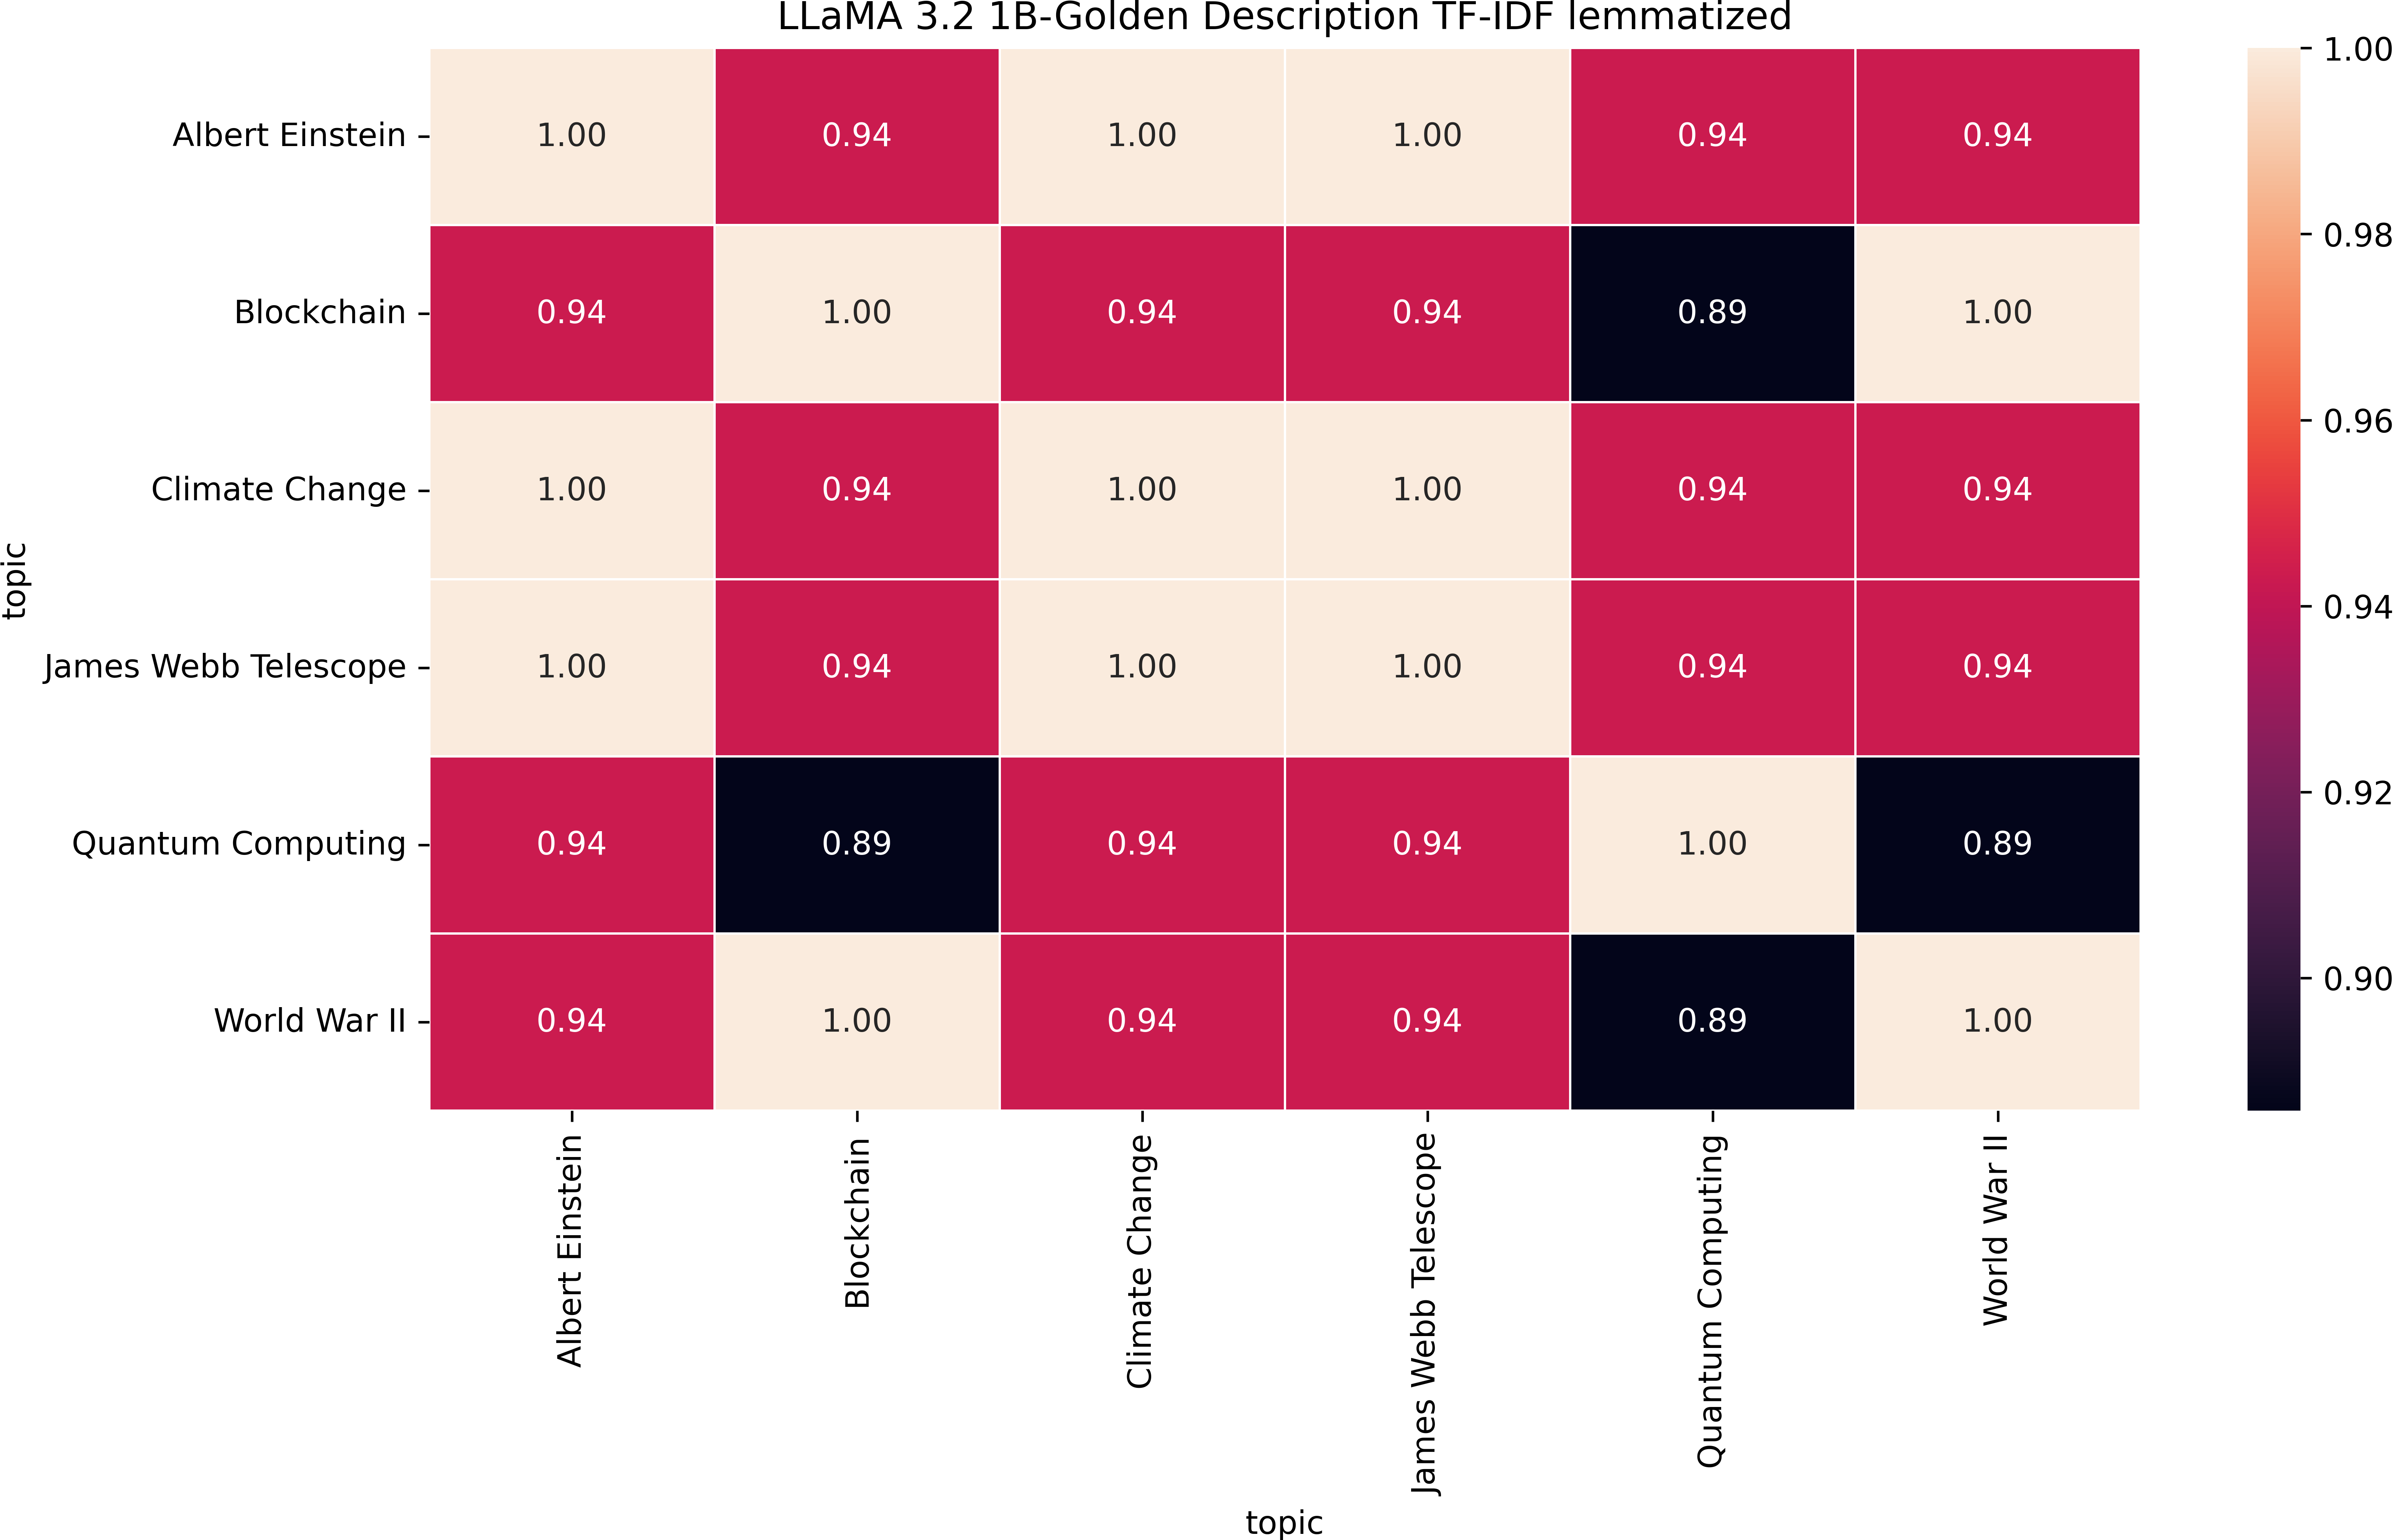 LLaMA 3.2 1B-Golden Description TF-IDF lemmatized
Albert Einstein 1.00 0.94 1.00 1.00 0.94 0.94
Blockchain 0.94 1.00 0.94 0.94 0.89 1.00
Climate Change 1.00 0.94 1.00 1.00 0.94 0.94
James Webb Telescope 1.00 0.94 1.00 1.00 0.94 0.94
Quantum Computing 0.94 0.89 0.94 0.94 1.00 0.89
World War II 0.94 1.00 0.94 0.94 0.89 1.00
topic
Albert Einstein
Blockchain
Climate Change
James Webb Telescope
Quantum Computing
World War II
topic
1.00
0.98
0.96
0.94
0.92
0.90